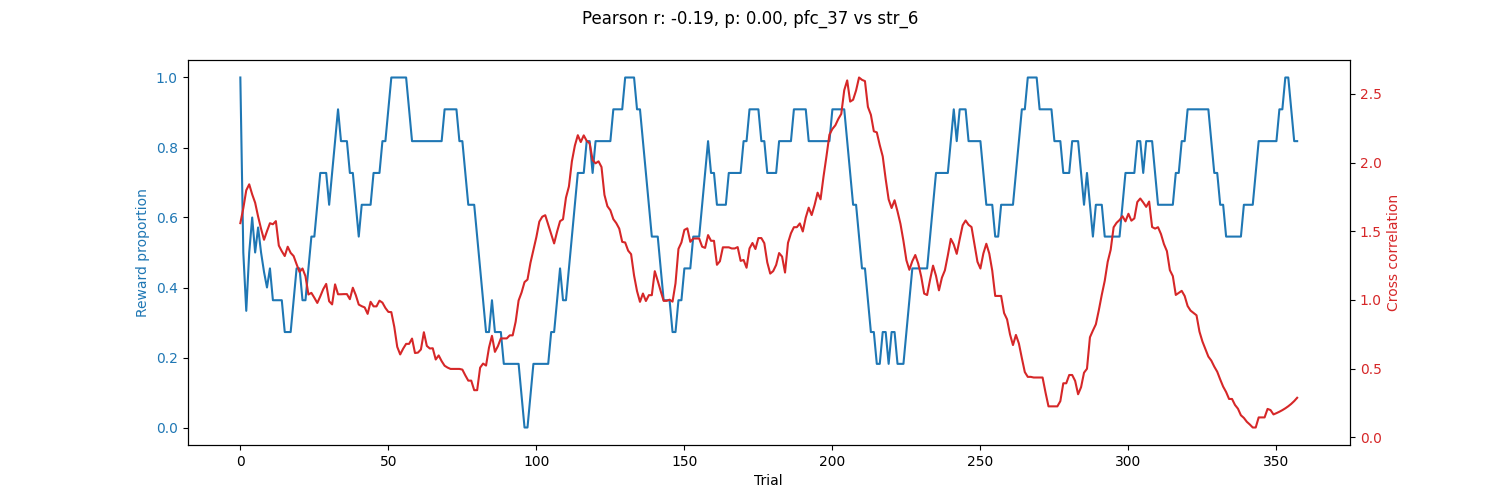 Pearson r: -0.19, p: 0.00, pfc_37 vs str_6
1.0
0.8
0.6
0.4
0.2
0.0
Reward proportion
2.5
2.0
1.5
1.0
0.5
0.0
Cross correlation
0 50 100 150 200 250 300 350
Trial